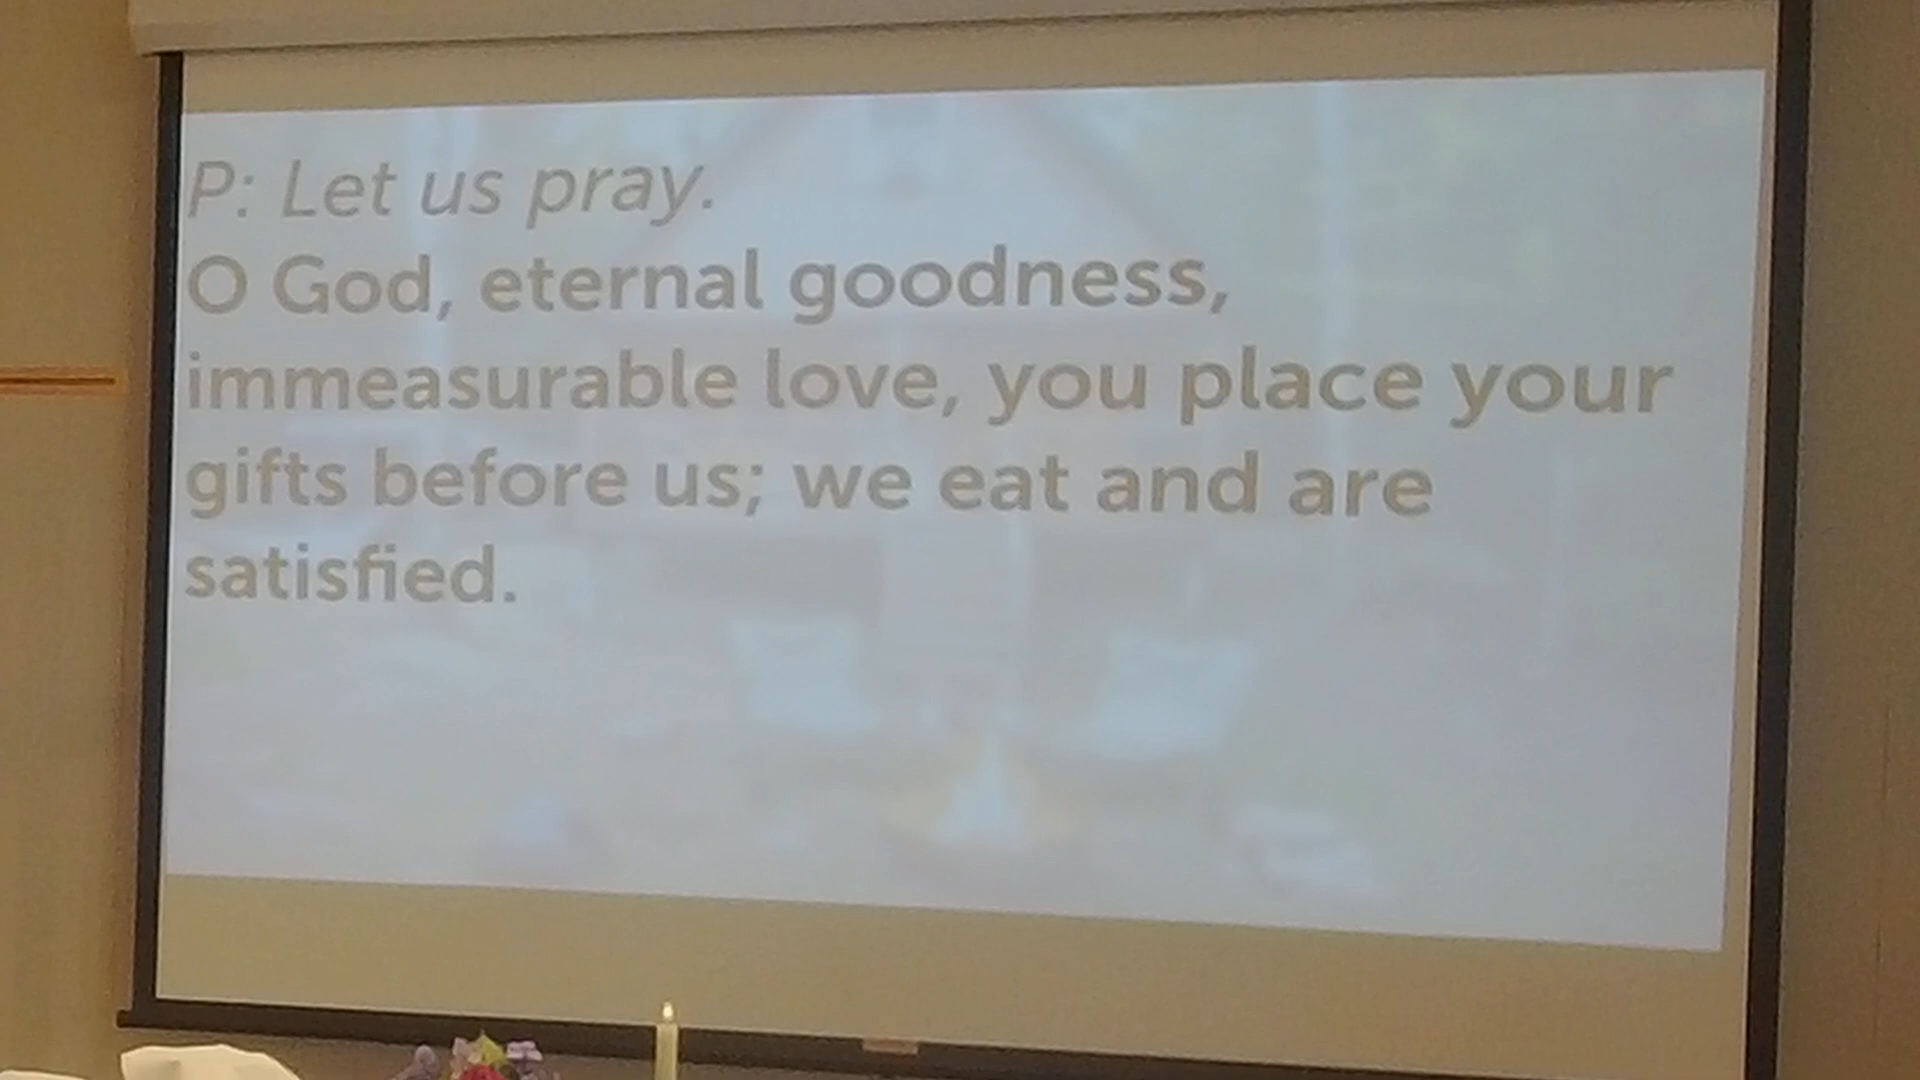 P: Let us pray.
O God, eternal goodness,
immeasurable love, you place your
gifts before us; we eat and are
satisfied.